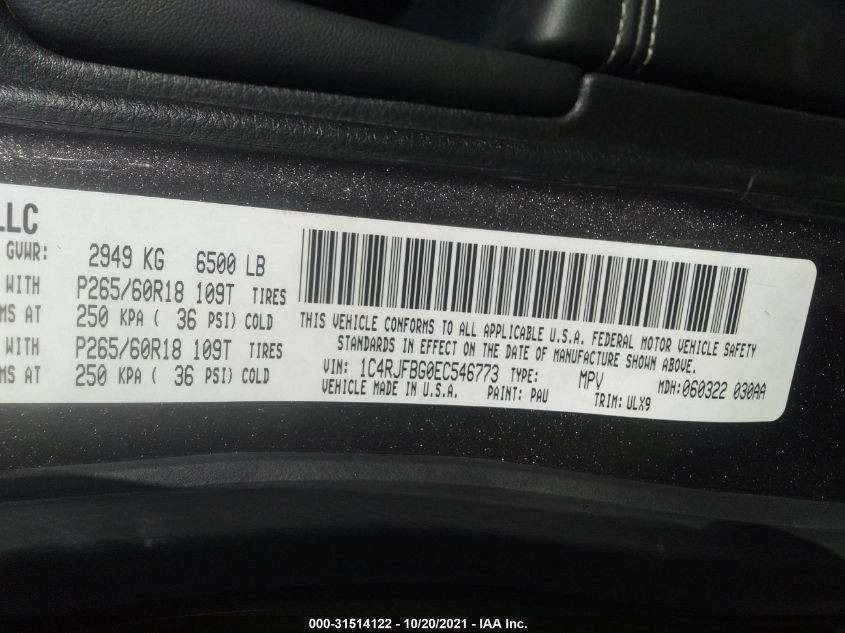 LLC
GVWR: 2949 KG 6500 LB
WITH P265/60R18 109T TIRES
MS AT 250 KPA ( 36 PSI) COLD
WITH P265/60R18 109T TIRES
MS AT 250 KPA ( 36 PSI) COLD
THIS VEHICLE CONFORMS TO ALL APPLICABLE U.S.A. FEDERAL MOTOR VEHICLE SAFETY
STANDARDS IN EFFECT ON THE DATE OF MANUFACTURE SHOWN ABOVE.
VIN: 1C4RJFBG0EC546773 TYPE: MPV MDH: 060322 030AA
VEHICLE MADE IN U.S.A. PAINT: PAU TRIM: ULX9
000-31514122 - 10/20/2021 - IAA Inc.